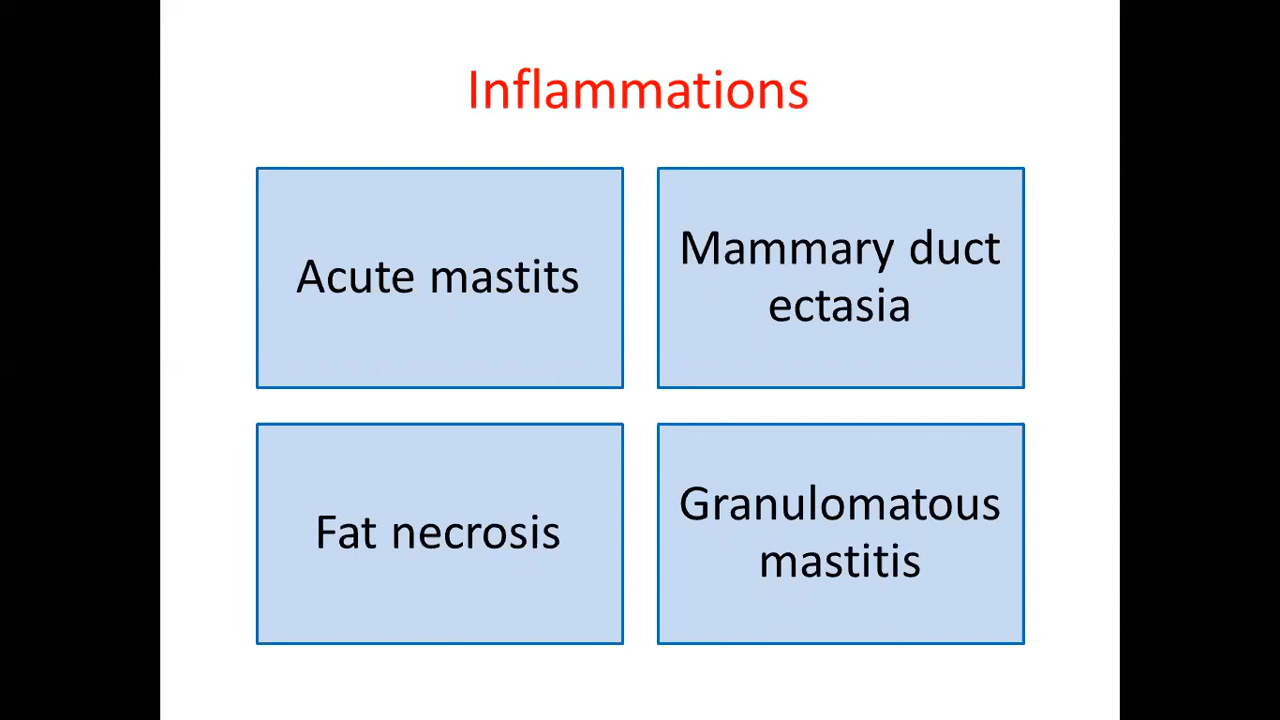 Inflammations
Acute mastits
Mammary duct
ectasia
Fat necrosis
Granulomatous
mastitis